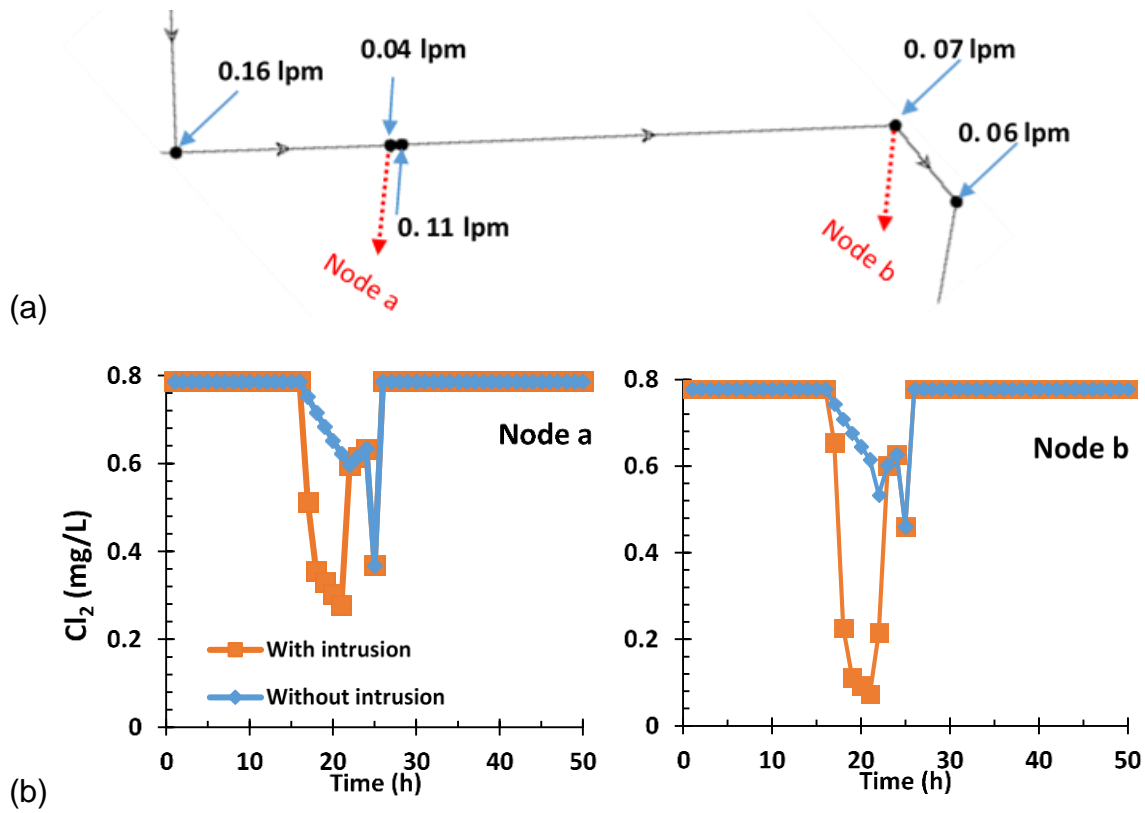 0.04 lpm
0. 07 lpm
0.16 lpm
0.06 lpm
0. 11 lpm
Node a
Node b
(a)
0.8
0.6
0.4
0.2
0
Cl2 (mg/L)
Node a
With intrusion
Without intrusion
0 10 20 30 40 50
Time (h)
0.8
0.6
0.4
0.2
0
Node b
0 10 20 30 40 50
Time (h)
(b)